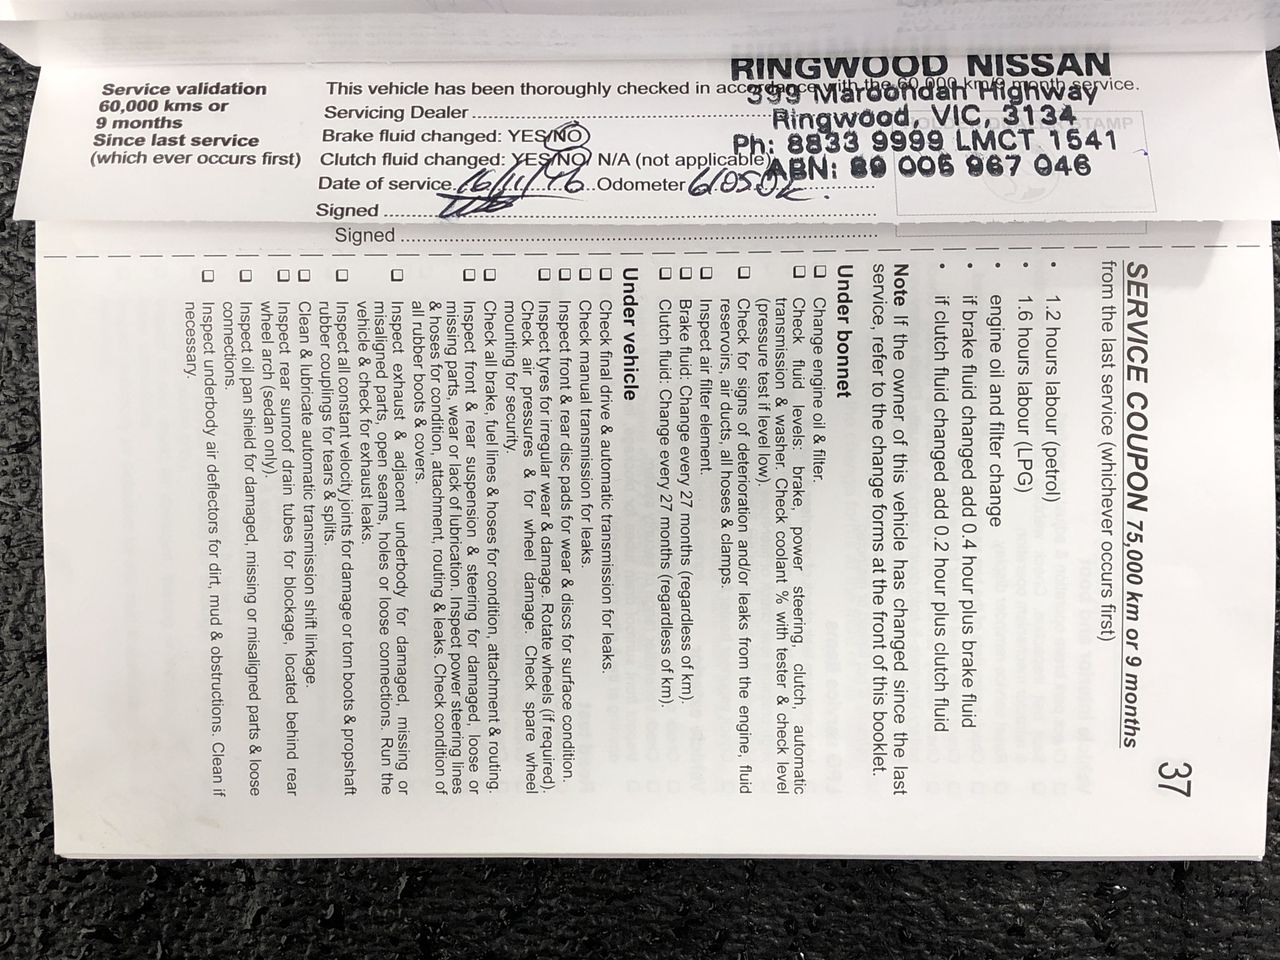 Service validation
60,000 kms or
9 months
Since last service
(which ever occurs first)
This vehicle has been thoroughly checked in accordance with the 60,000 km/9 month service.
Servicing Dealer
Brake fluid changed: YES/NO
Clutch fluid changed: YES/NO/ N/A (not applicable)
Date of service 16/11/16 Odometer
Signed
RINGWOOD NISSAN
399 Maroondah Highway
Ringwood, VIC, 3134
Ph: 8833 9999 LMCT 1541
ABN: 89 005 967 046
STAMP
Signed
37
SERVICE COUPON 75,000 km or 9 months
from the last service (whichever occurs first)
• 1.2 hours labour (petrol)
• 1.6 hours labour (LPG)
• engine oil and filter change
• if brake fluid changed add 0.4 hour plus brake fluid
• if clutch fluid changed add 0.2 hour plus clutch fluid
Note If the owner of this vehicle has changed since the last
service, refer to the change forms at the front of this booklet.
Under bonnet
❑ Change engine oil & filter.
❑ Check fluid levels: brake, power steering, clutch, automatic
transmission & washer. Check coolant % with tester & check level
(pressure test if level low).
❑ Check for signs of deterioration and/or leaks from the engine, fluid
reservoirs, air ducts, all hoses & clamps.
❑ Inspect air filter element.
❑ Brake fluid: Change every 27 months (regardless of km).
❑ Clutch fluid: Change every 27 months (regardless of km).
Under vehicle
❑ Check final drive & automatic transmission for leaks.
❑ Check manual transmission for leaks.
❑ Inspect front & rear disc pads for wear & discs for surface condition.
❑ Inspect tyres for irregular wear & damage. Rotate wheels (if required).
Check air pressures & for wheel damage. Check spare wheel
mounting for security.
❑ Check all brake, fuel lines & hoses for condition, attachment & routing.
❑ Inspect front & rear suspension & steering for damaged, loose or
missing parts, wear or lack of lubrication. Inspect power steering lines
& hoses for condition, attachment, routing & leaks. Check condition of
all rubber boots & covers.
❑ Inspect exhaust & adjacent underbody for damaged, missing or
misaligned parts, open seams, holes or loose connections. Run the
vehicle & check for exhaust leaks.
❑ Inspect all constant velocity joints for damage or torn boots & propshaft
rubber couplings for tears & splits.
❑ Clean & lubricate automatic transmission shift linkage.
❑ Inspect rear sunroof drain tubes for blockage, located behind rear
wheel arch (sedan only).
❑ Inspect oil pan shield for damaged, missing or misaligned parts & loose
connections.
❑ Inspect underbody air deflectors for dirt, mud & obstructions. Clean if
necessary.